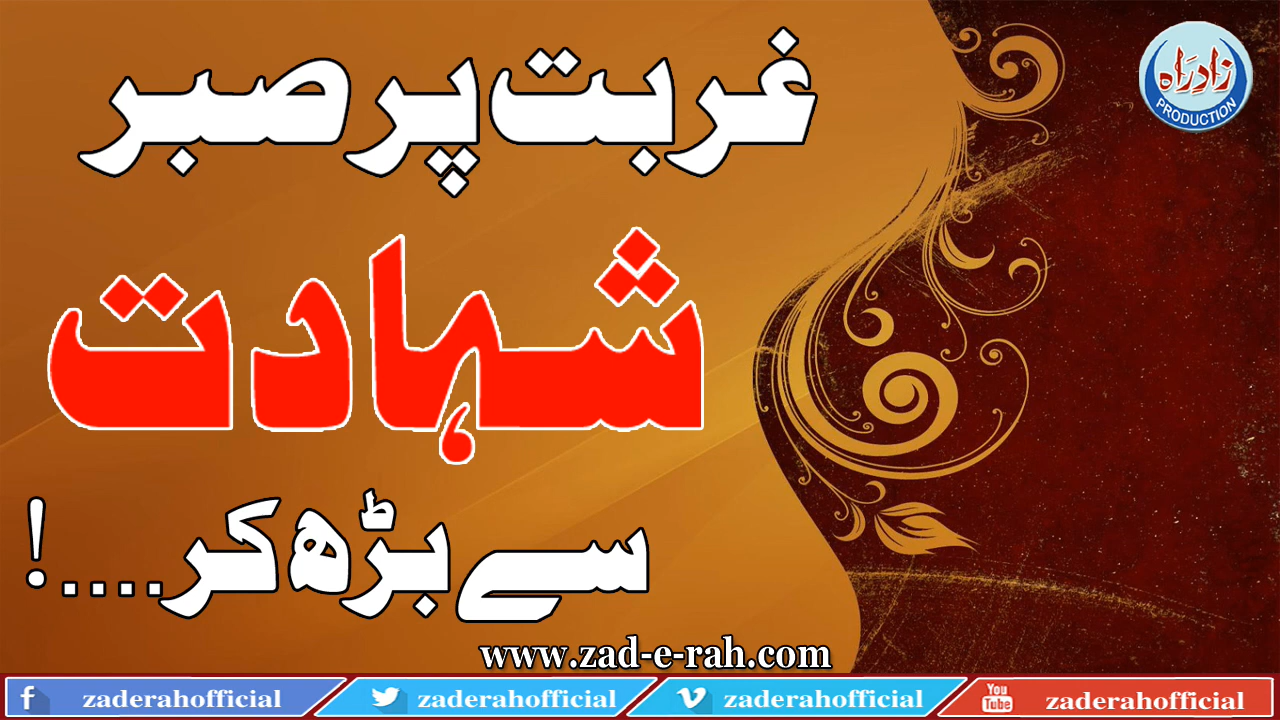 غربت پر صبر
شہادت
سے بڑھ کر....!
زادِ رَاہ
PRODUCTION
www.zad-e-rah.com
zaderahofficial
zaderahofficial
zaderahofficial
You Tube zaderahofficial